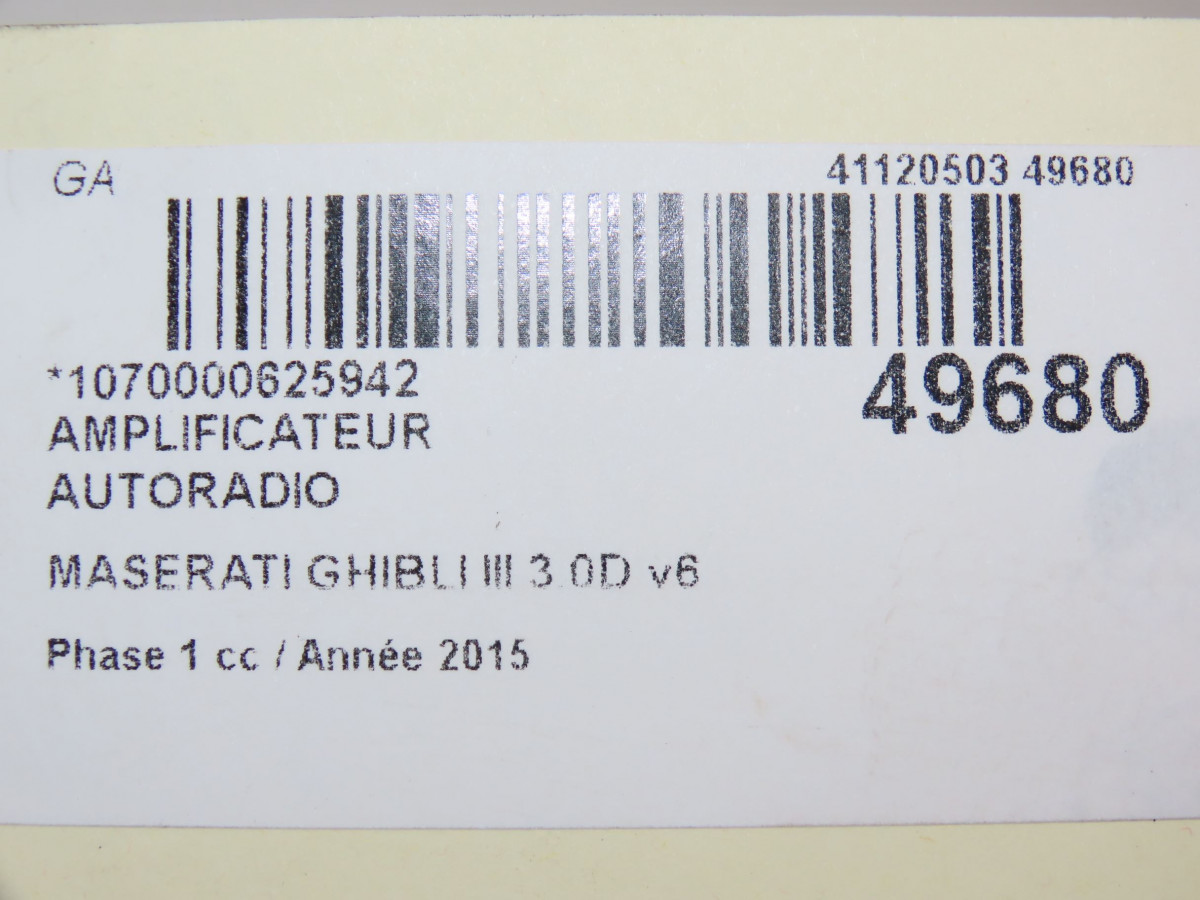 GA
41120503 49680
*1070000625942
49680
AMPLIFICATEUR
AUTORADIO
MASERATI GHIBLI III 3.0D v6
Phase 1 cc / Année 2015